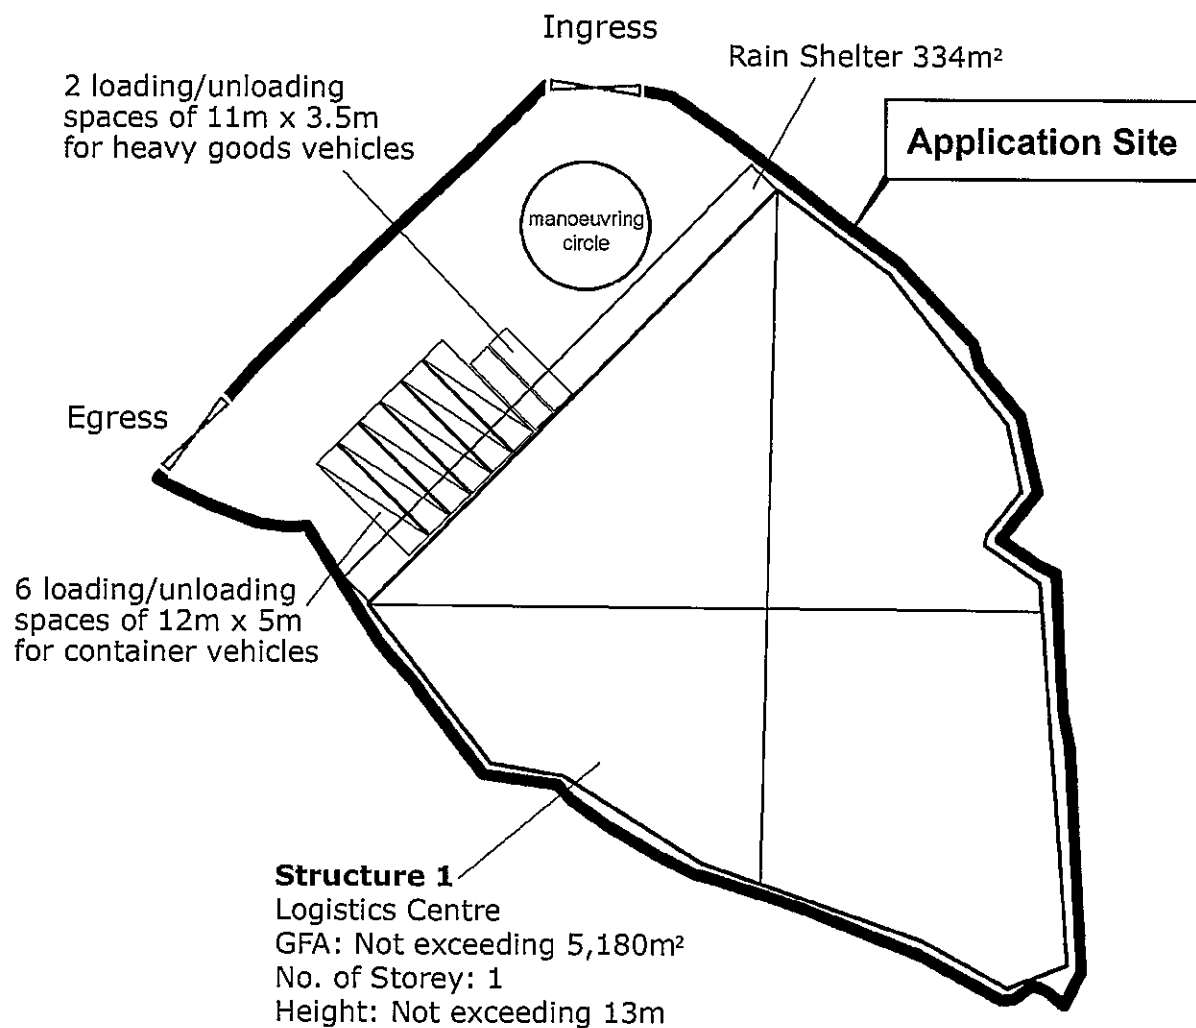 Ingress
Rain Shelter 334m²
2 loading/unloading
spaces of 11m x 3.5m
for heavy goods vehicles
Application Site
manoeuvring
circle
Egress
6 loading/unloading
spaces of 12m x 5m
for container vehicles
Structure 1
Logistics Centre
GFA: Not exceeding 5,180m²
No. of Storey: 1
Height: Not exceeding 13m